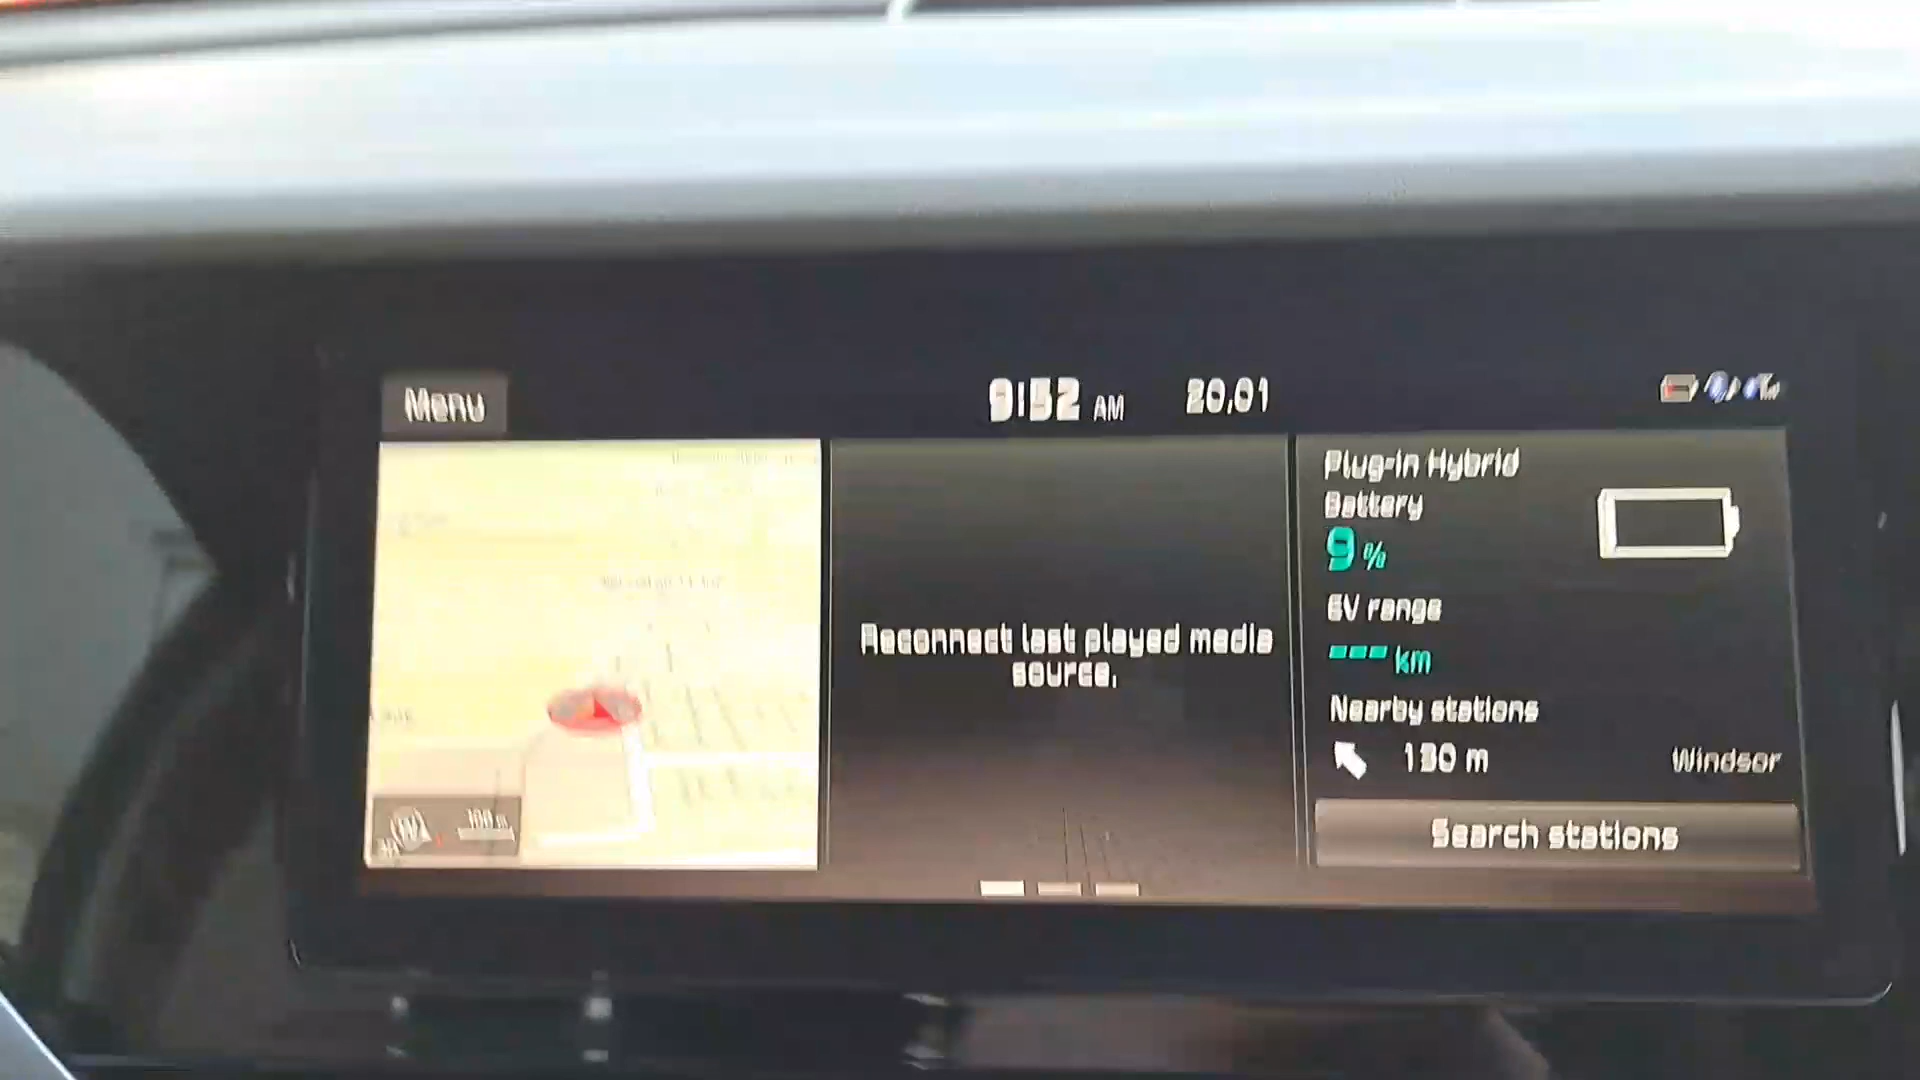 Menu
9:52 AM
20.01
Reconnect last played media
source.
Plug-in Hybrid
Battery
9 %
EV range
--- km
Nearby stations
130 m
Windsor
Search stations
100 m